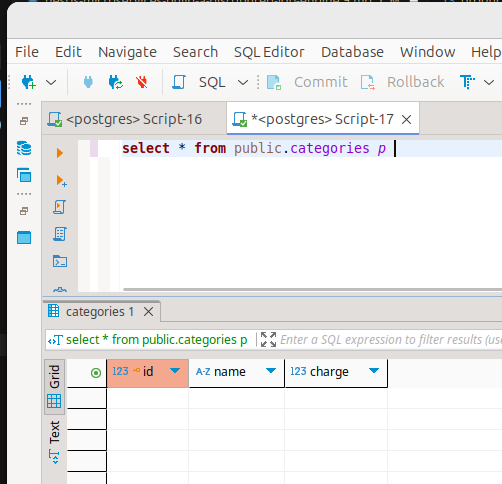 File Edit Navigate Search SQL Editor Database Window Help
SQL Commit Rollback T
<postgres> Script-16 *<postgres> Script-17
select * from public.categories p
categories 1
select * from public.categories p Enter a SQL expression to filter results (use
Grid
123 id A-Z name 123 charge
Text